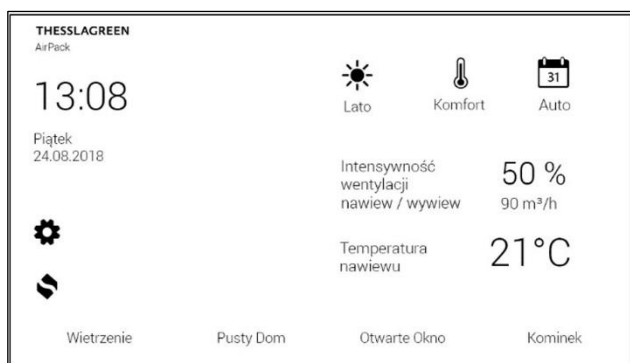 THESSLAGREEN
AirPack
13:08
Piątek
24.08.2018
31
Lato
Komfort
Auto
Intensywność
wentylacji
nawiew / wywiew
50 %
90 m³/h
Temperatura
nawiewu
21°C
Wietrzenie
Pusty Dom
Otwarte Okno
Kominek